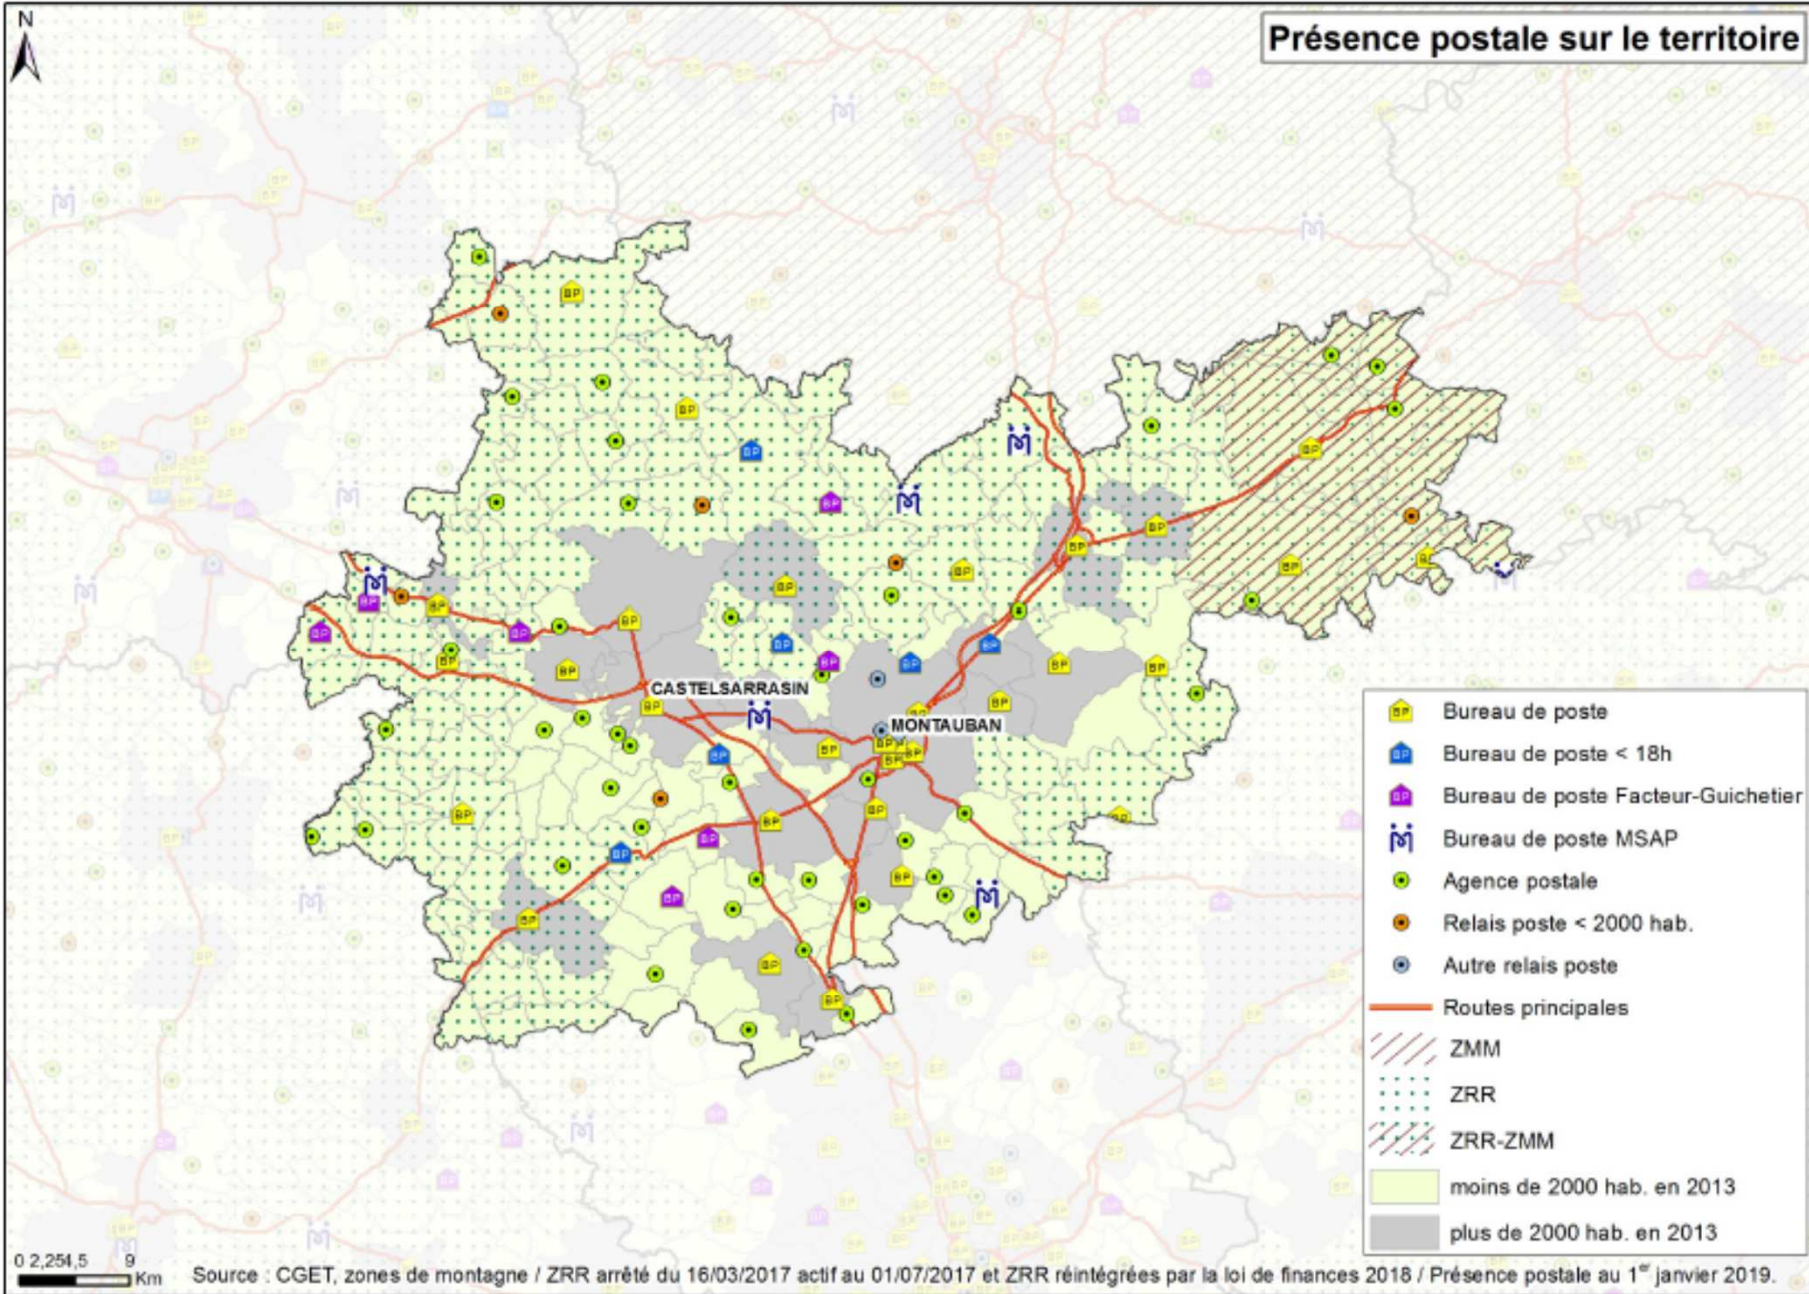 N
Présence postale sur le territoire
CASTELSARRASIN
MONTAUBAN
BP Bureau de poste
BP Bureau de poste < 18h
BP Bureau de poste Facteur-Guichetier
Bureau de poste MSAP
Agence postale
Relais poste < 2000 hab.
Autre relais poste
Routes principales
ZMM
ZRR
ZRR-ZMM
moins de 2000 hab. en 2013
plus de 2000 hab. en 2013
0 2,254,5 9
Km
Source : CGET, zones de montagne / ZRR arrêté du 16/03/2017 actif au 01/07/2017 et ZRR réintégrées par la loi de finances 2018 / Présence postale au 1er janvier 2019.